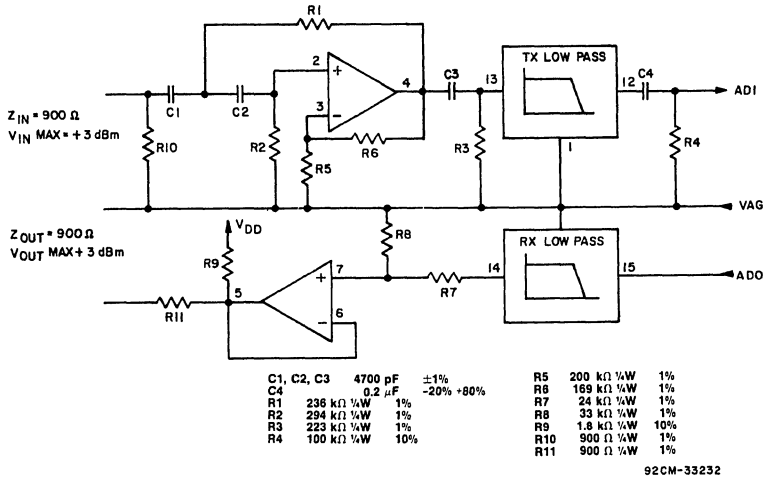 R1
2
+
C1
C2
3
−
4
C3
13
TX LOW PASS
12
C4
ADI
ZIN = 900 Ω
VIN MAX = +3 dBm
R10
R2
R5
R6
R3
1
R4
VAG
ZOUT = 900 Ω
VOUT MAX+ 3 dBm
VDD
R9
R8
RX LOW PASS
R11
5
+
7
−
6
R7
14
15
ADO
C1, C2, C3 4700 pF ±1%
C4 0.2 μF -20% +80%
R1 236 kΩ ¼W 1%
R2 294 kΩ ¼W 1%
R3 223 kΩ ¼W 1%
R4 100 kΩ ¼W 10%
R5 200 kΩ ¼W 1%
R6 169 kΩ ¼W 1%
R7 24 kΩ ¼W 1%
R8 33 kΩ ¼W 1%
R9 1.8 kΩ ¼W 10%
R10 900 Ω ¼W 1%
R11 900 Ω ¼W 1%
92CM-33232